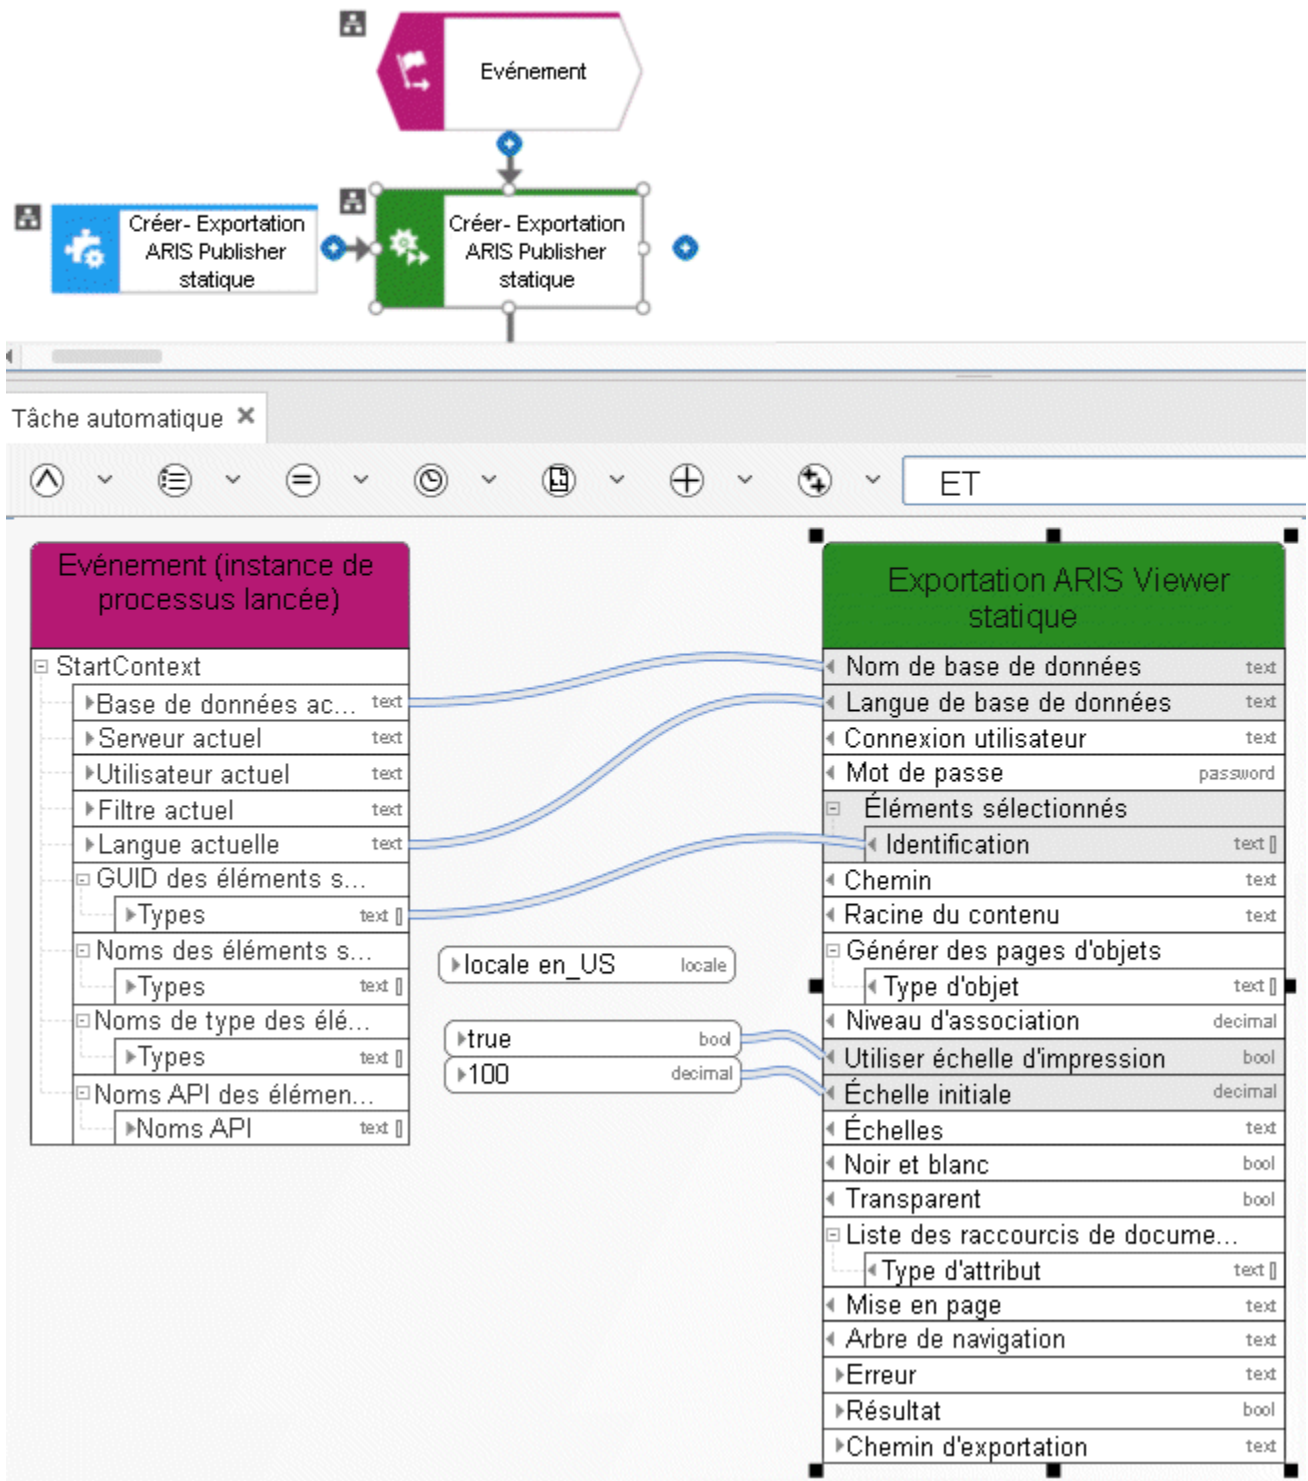 Evénement
Créer- Exportation
ARIS Publisher
statique
Créer- Exportation
ARIS Publisher
statique
Tâche automatique
ET
Evénement (instance de
processus lancée)
StartContext
Base de données ac... text
Serveur actuel text
Utilisateur actuel text
Filtre actuel text
Langue actuelle text
GUID des éléments s...
Types text []
Noms des éléments s...
Types text []
Noms de type des élé...
Types text []
Noms API des élémen...
Noms API text []
locale en_US locale
true bool
100 decimal
Exportation ARIS Viewer
statique
Nom de base de données text
Langue de base de données text
Connexion utilisateur text
Mot de passe password
Éléments sélectionnés
Identification text []
Chemin text
Racine du contenu text
Générer des pages d'objets
Type d'objet text []
Niveau d'association decimal
Utiliser échelle d'impression bool
Échelle initiale decimal
Échelles text
Noir et blanc bool
Transparent bool
Liste des raccourcis de docume...
Type d'attribut text []
Mise en page text
Arbre de navigation text
Erreur text
Résultat bool
Chemin d'exportation text